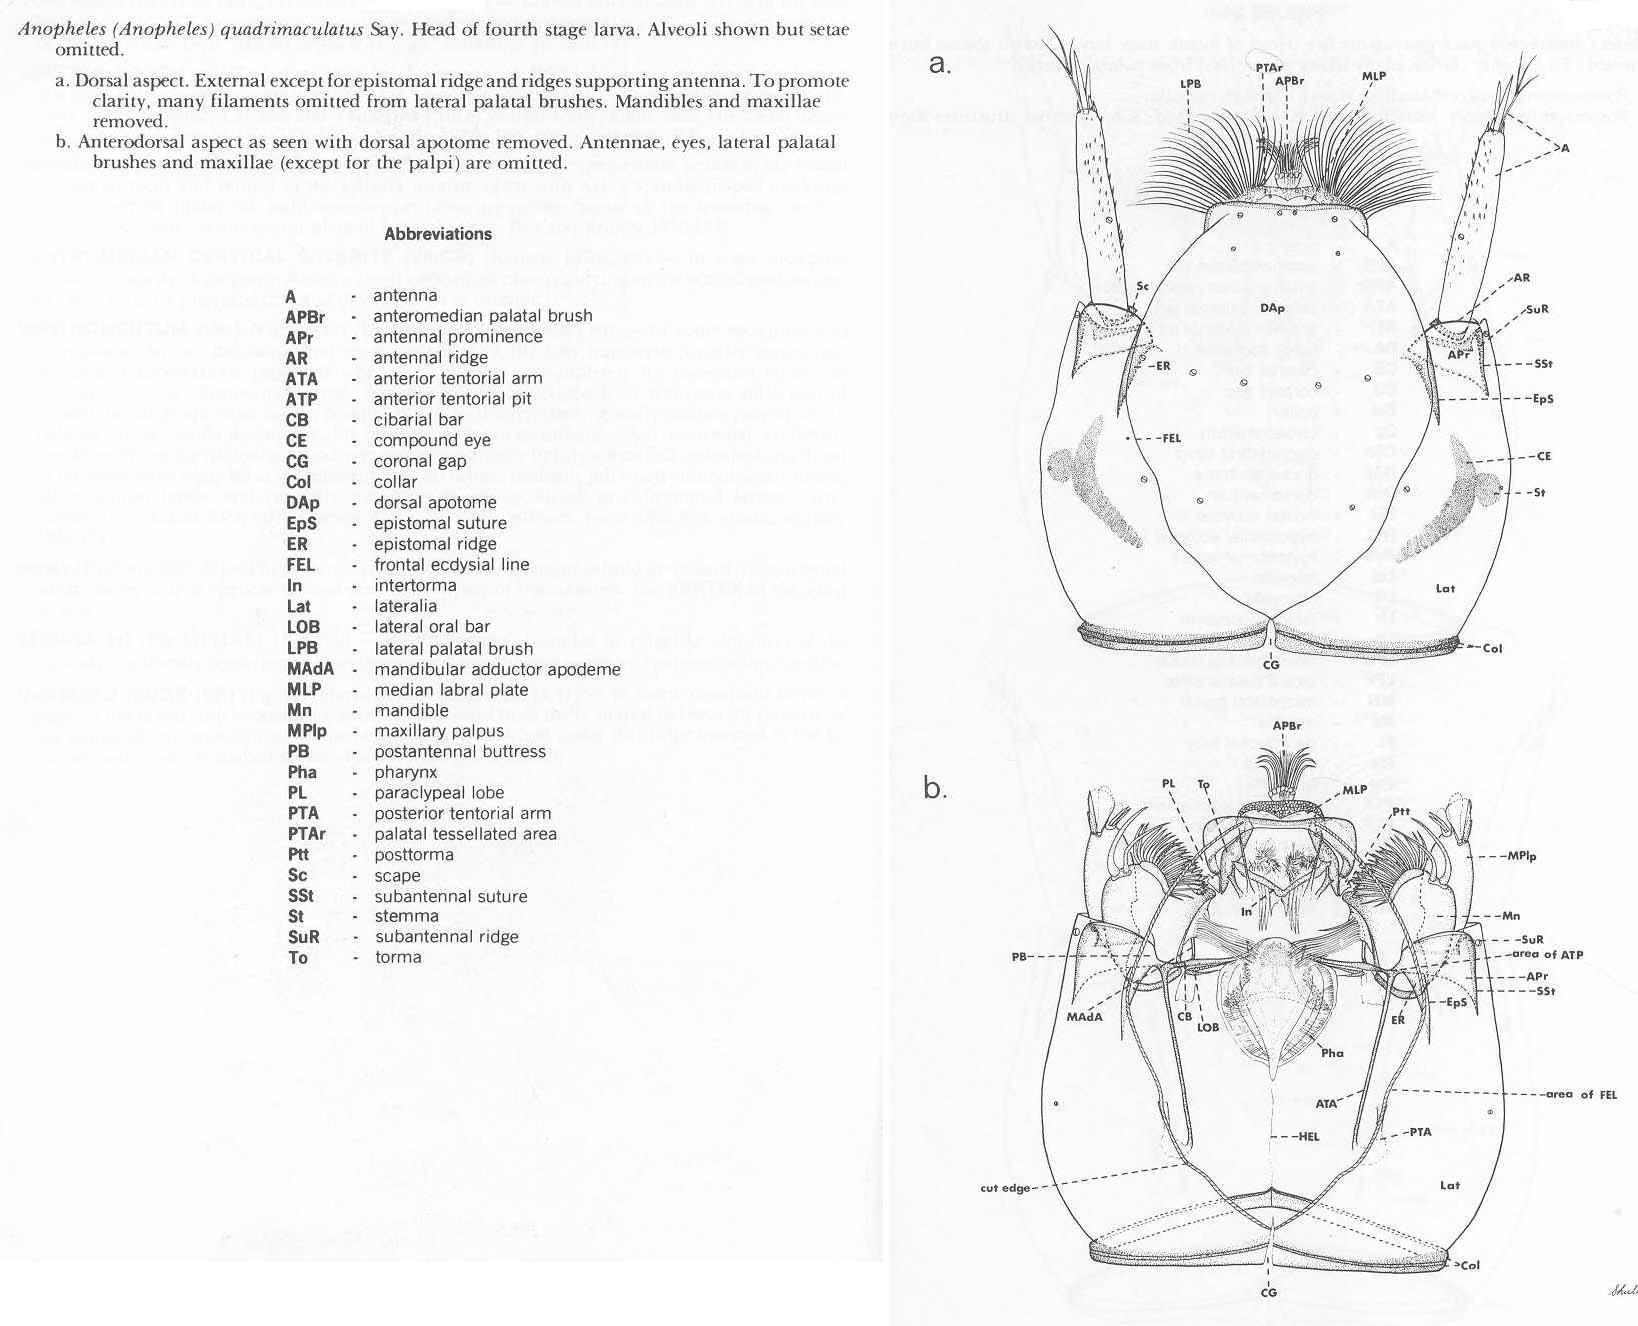 Anopheles (Anopheles) quadrimaculatus Say. Head of fourth stage larva. Alveoli shown but setae
omitted.
a. Dorsal aspect. External except for epistomal ridge and ridges supporting antenna. To promote
clarity, many filaments omitted from lateral palatal brushes. Mandibles and maxillae
removed.
b. Anterodorsal aspect as seen with dorsal apotome removed. Antennae, eyes, lateral palatal
brushes and maxillae (except for the palpi) are omitted.
Abbreviations
A - antenna
APBr - anteromedian palatal brush
APr - antennal prominence
AR - antennal ridge
ATA - anterior tentorial arm
ATP - anterior tentorial pit
CB - cibarial bar
CE - compound eye
CG - coronal gap
Col - collar
DAp - dorsal apotome
EpS - epistomal suture
ER - epistomal ridge
FEL - frontal ecdysial line
In - intertorma
Lat - lateralia
LOB - lateral oral bar
LPB - lateral palatal brush
MAdA - mandibular adductor apodeme
MLP - median labral plate
Mn - mandible
MPlp - maxillary palpus
PB - postantennal buttress
Pha - pharynx
PL - paraclypeal lobe
PTA - posterior tentorial arm
PTAr - palatal tessellated area
Ptt - posttorma
Sc - scape
SSt - subantennal suture
St - stemma
SuR - subantennal ridge
To - torma
a.
PTAr
LPB
APBr
MLP
A
AR
Sc
DAp
SuR
APr
ER
SSt
EpS
FEL
CE
St
Lat
Col
CG
b.
APBr
PL
To
MLP
Ptt
MPlp
In
Mn
SuR
PB
area of ATP
APr
SSt
EpS
MAdA
CB
LOB
ER
Pha
ATA
area of FEL
HEL
PTA
cut edge
Lat
Col
CG